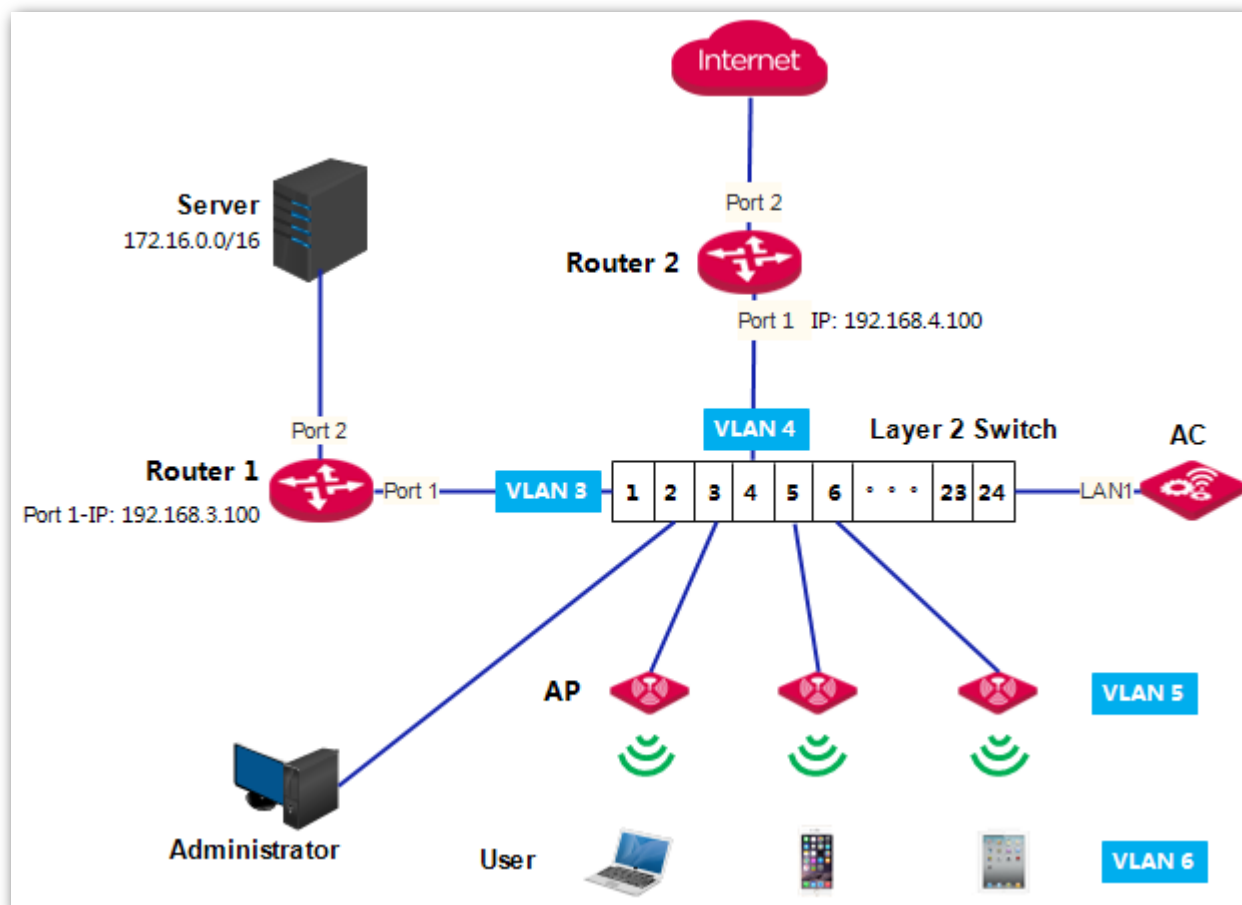 Internet
Port 2
Server
172.16.0.0/16
Router 2
Port 1 IP: 192.168.4.100
Port 2
VLAN 4
Layer 2 Switch
AC
Router 1
Port 1
VLAN 3
1 2 3 4 5 6 ∘ ∘ ∘ 23 24
LAN1
Port 1-IP: 192.168.3.100
AP
VLAN 5
Administrator
User
VLAN 6